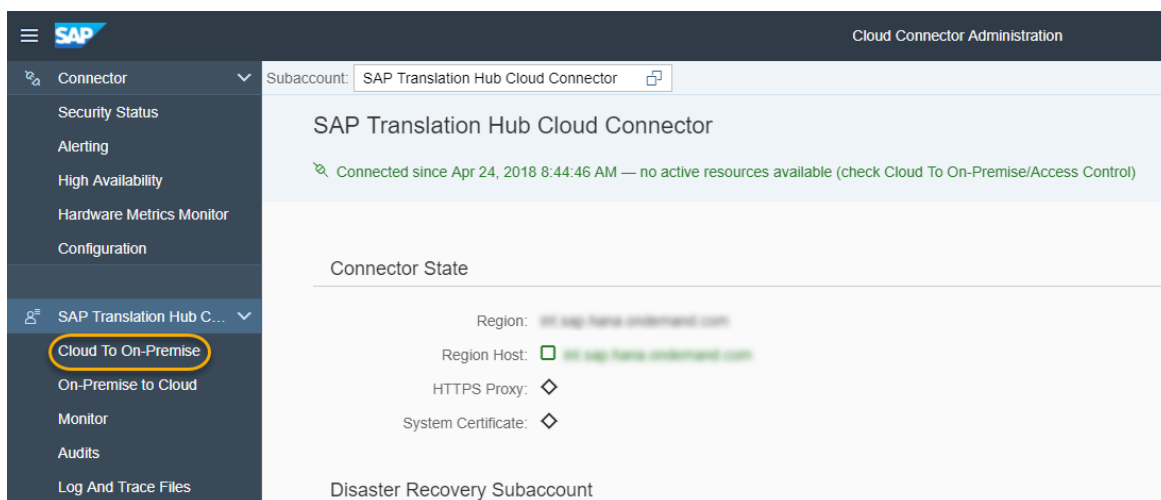 SAP
Cloud Connector Administration
Connector
Security Status
Alerting
High Availability
Hardware Metrics Monitor
Configuration
SAP Translation Hub C...
Cloud To On-Premise
On-Premise to Cloud
Monitor
Audits
Log And Trace Files
Subaccount: SAP Translation Hub Cloud Connector
SAP Translation Hub Cloud Connector
Connected since Apr 24, 2018 8:44:46 AM — no active resources available (check Cloud To On-Premise/Access Control)
Connector State
Region:
Region Host:
HTTPS Proxy:
System Certificate:
Disaster Recovery Subaccount